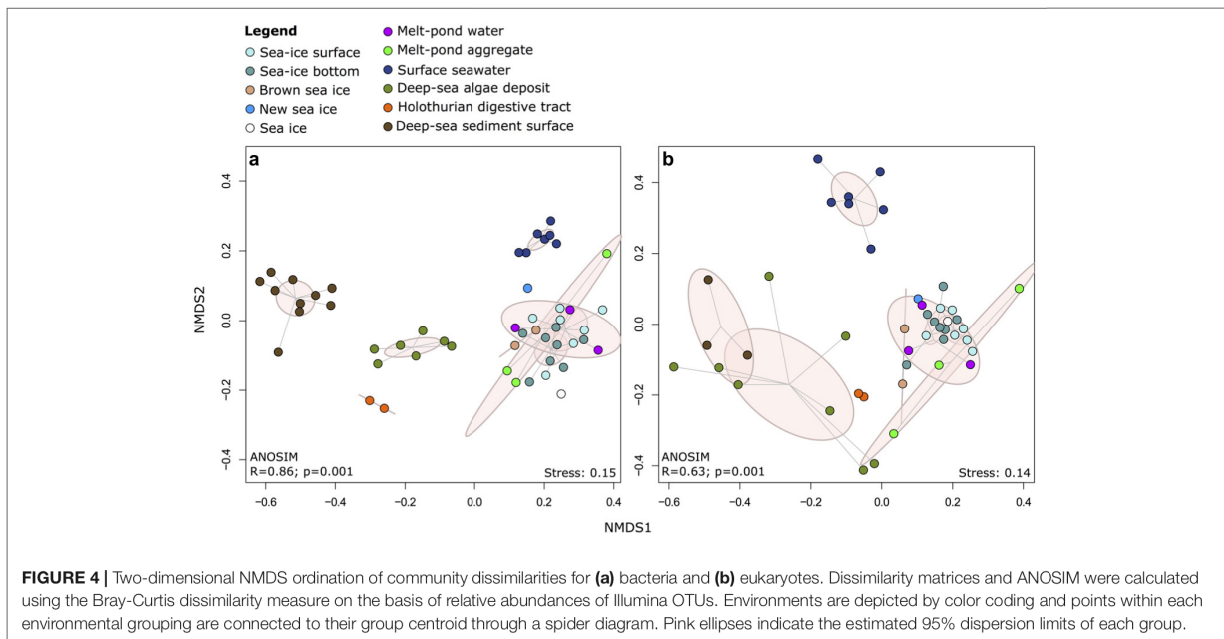 Legend
Sea-ice surface
Sea-ice bottom
Brown sea ice
New sea ice
Sea ice
Melt-pond water
Melt-pond aggregate
Surface seawater
Deep-sea algae deposit
Holothurian digestive tract
Deep-sea sediment surface
a
0.4
0.2
0.0
−0.2
−0.4
NMDS2
ANOSIM
R=0.86; p=0.001
Stress: 0.15
−0.6 −0.4 −0.2 0.0 0.2 0.4
b
0.4
0.2
0.0
−0.2
−0.4
ANOSIM
R=0.63; p=0.001
Stress: 0.14
−0.6 −0.4 −0.2 0.0 0.2 0.4
NMDS1
FIGURE 4 | Two-dimensional NMDS ordination of community dissimilarities for (a) bacteria and (b) eukaryotes. Dissimilarity matrices and ANOSIM were calculated
using the Bray-Curtis dissimilarity measure on the basis of relative abundances of Illumina OTUs. Environments are depicted by color coding and points within each
environmental grouping are connected to their group centroid through a spider diagram. Pink ellipses indicate the estimated 95% dispersion limits of each group.